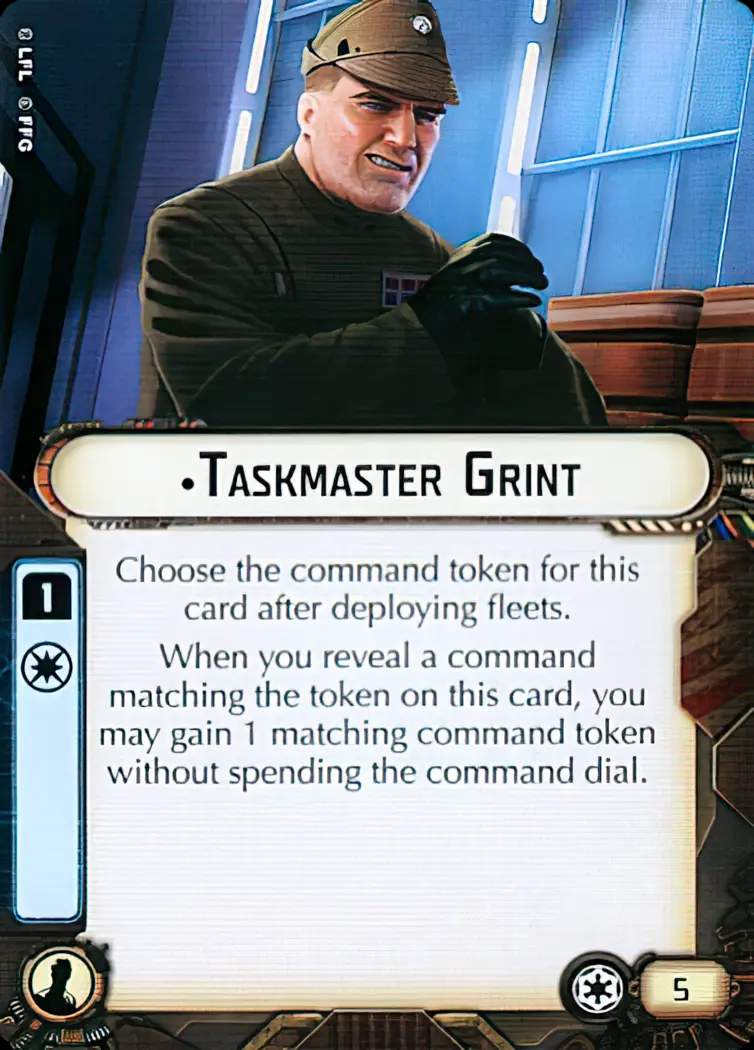 LFL FFG
•Taskmaster Grint
Choose the command token for this
card after deploying fleets.
1
When you reveal a command
matching the token on this card, you
may gain 1 matching command token
without spending the command dial.
5